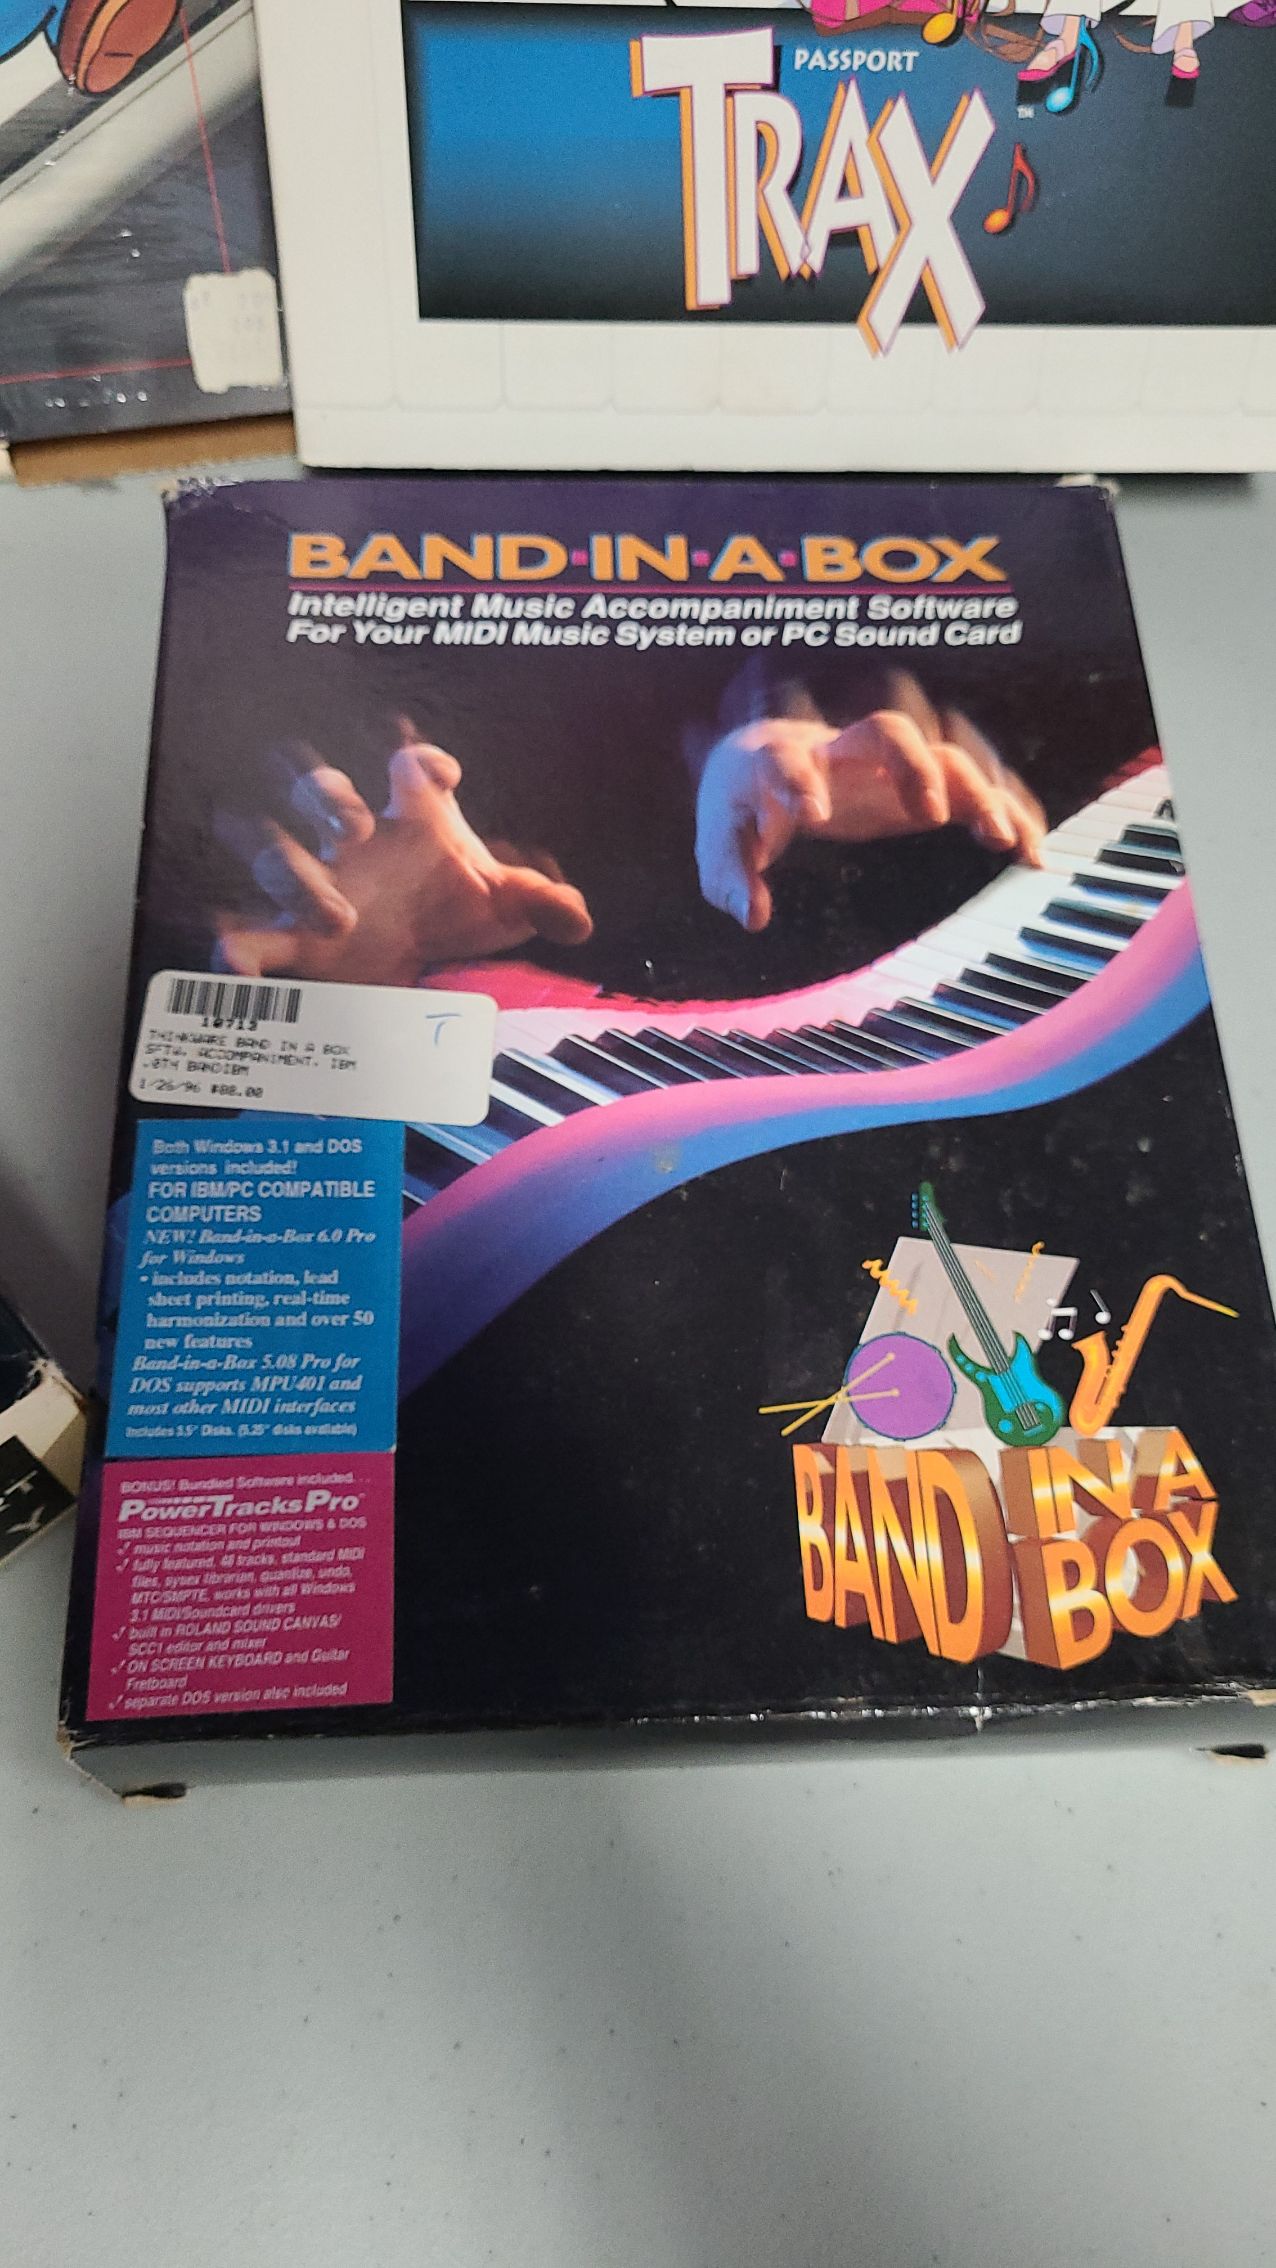 PASSPORT
TRAX
TM
BAND·IN·A·BOX
Intelligent Music Accompaniment Software
For Your MIDI Music System or PC Sound Card
10713
T
THINKWARE BAND IN A BOX
SFTW, ACCOMPANIMENT, IBM
BANDIBM
1/26/96 $88.00
Both Windows 3.1 and DOS
versions included!
FOR IBM/PC COMPATIBLE
COMPUTERS
NEW! Band-in-a-Box 6.0 Pro
for Windows
• includes notation, lead
sheet printing, real-time
harmonization and over 50
new features
Band-in-a-Box 5.08 Pro for
DOS supports MPU401 and
most other MIDI interfaces
Includes 3.5" Disks. (5.25" disks available)
BONUS! Bundled Software included. . .
PowerTracks Pro™
IBM SEQUENCER FOR WINDOWS & DOS
✓ music notation and printout
✓ fully featured, 48 tracks, standard MIDI
files, sysex librarian, quantize, undo,
MTC/SMPTE, works with all Windows
3.1 MIDI/Soundcard drivers
✓ built in ROLAND SOUND CANVAS/
SCC1 editor and mixer
✓ ON SCREEN KEYBOARD and Guitar
Fretboard
✓ separate DOS version also included
BAND IN A
BOX